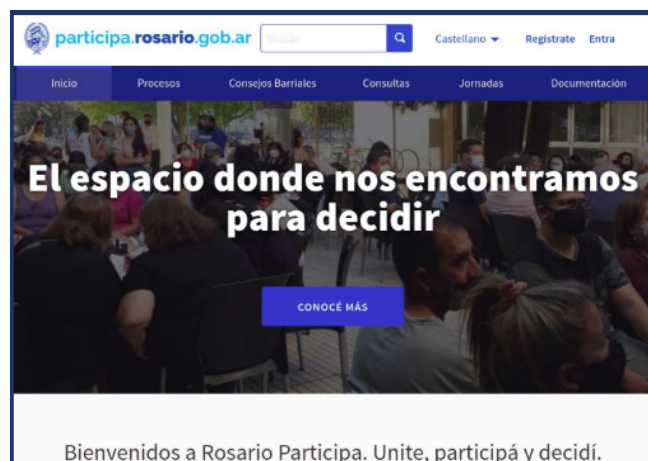 participa.rosario.gob.ar Buscar Castellano Regístrate Entra
Inicio Procesos Consejos Barriales Consultas Jornadas Documentación
El espacio donde nos encontramos
para decidir
CONOCÉ MÁS
Bienvenidos a Rosario Participa. Unite, participá y decidí.